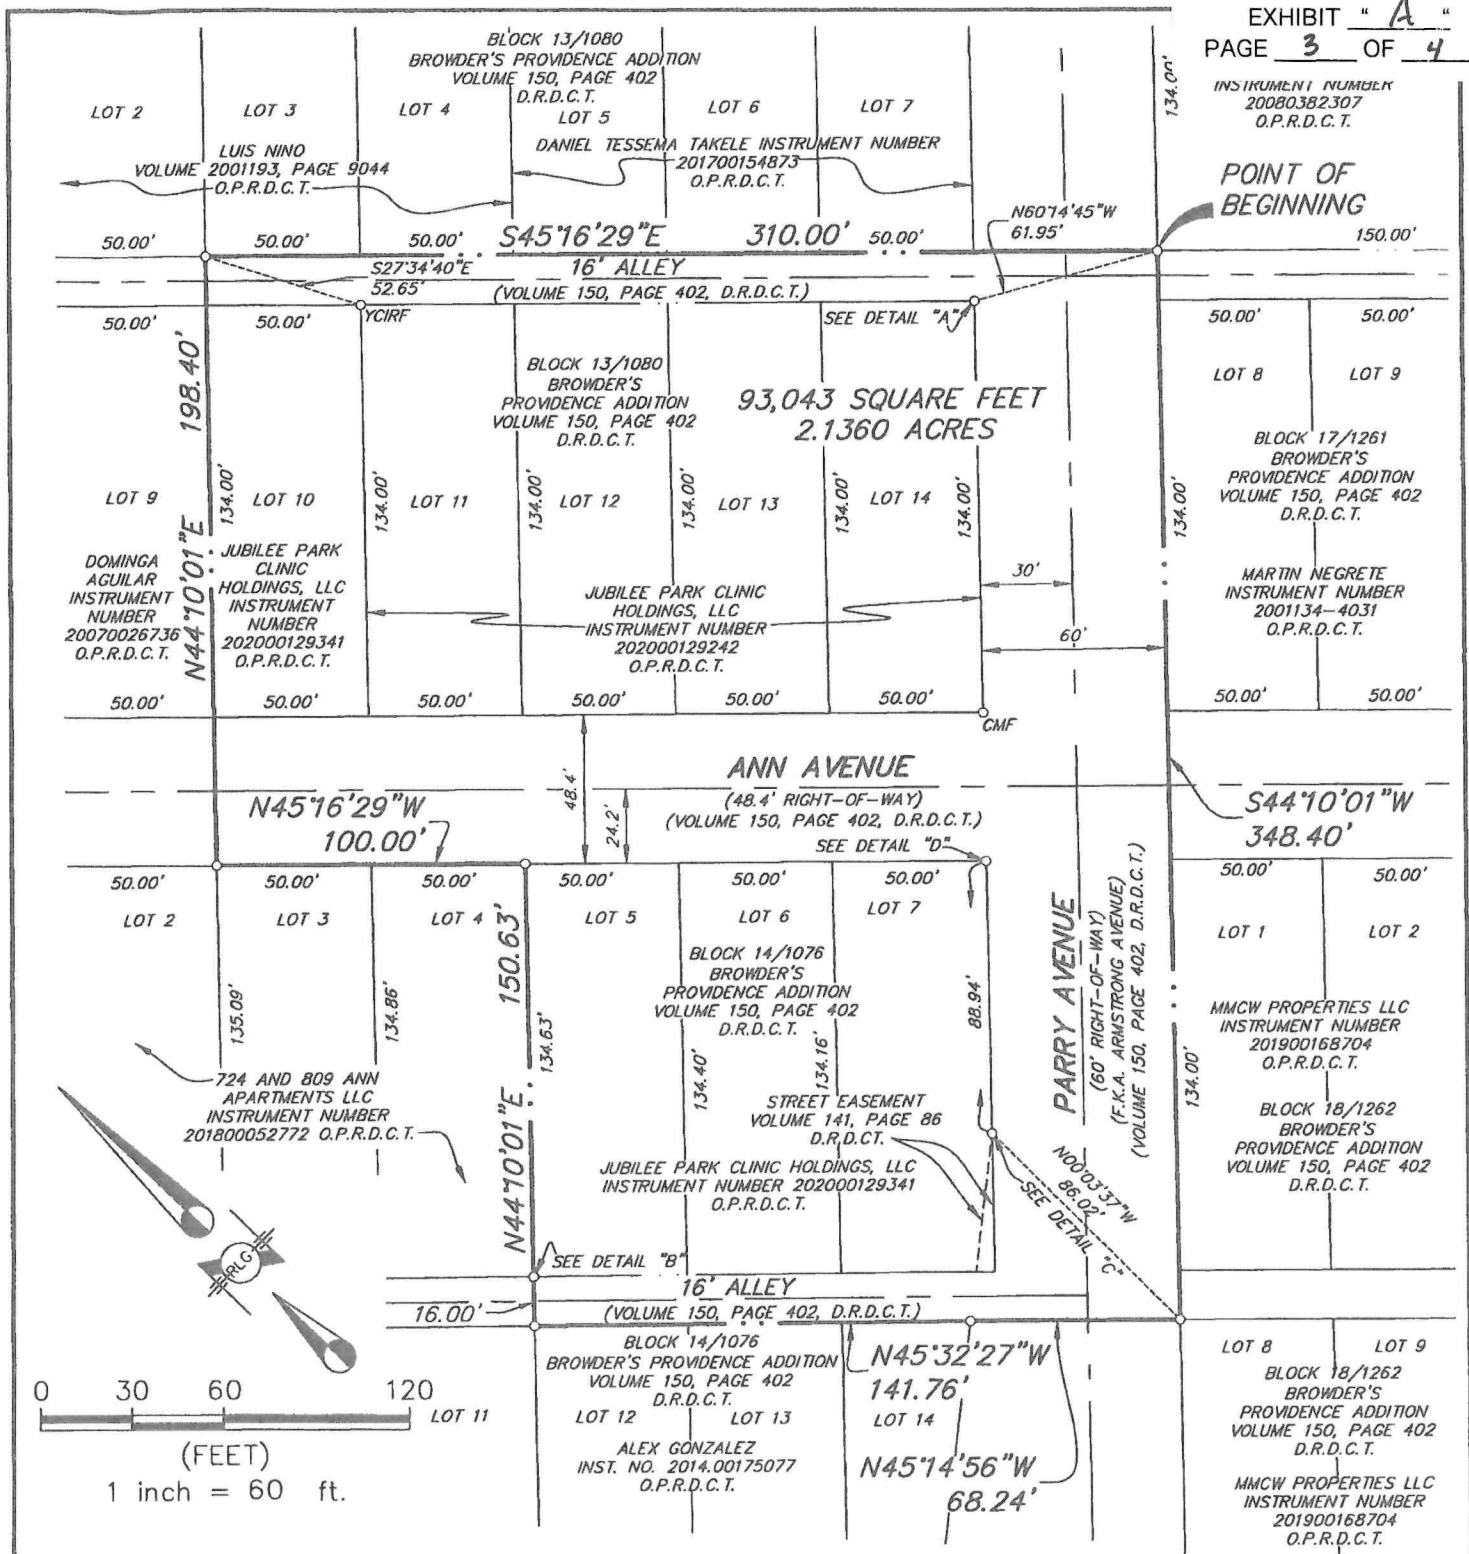 EXHIBIT " A "
PAGE 3 OF 4
BLOCK 13/1080
BROWDER'S PROVIDENCE ADDITION
VOLUME 150, PAGE 402
D.R.D.C.T.
LOT 2
LOT 3
LOT 4
LOT 5
LOT 6
LOT 7
134.00'
INSTRUMENT NUMBER
20080382307
O.P.R.D.C.T.
LUIS NINO
VOLUME 2001193, PAGE 9044
O.P.R.D.C.T.
DANIEL TESSEMA TAKELE INSTRUMENT NUMBER
201700154873
O.P.R.D.C.T.
POINT OF
BEGINNING
N60°14'45"W
61.95'
50.00'
50.00'
50.00'
S45°16'29"E 310.00'
50.00'
150.00'
S27°34'40"E
52.65'
16' ALLEY
(VOLUME 150, PAGE 402, D.R.D.C.T.)
50.00'
50.00'
YCIRF
SEE DETAIL "A"
50.00'
50.00'
198.40'
BLOCK 13/1080
BROWDER'S
PROVIDENCE ADDITION
VOLUME 150, PAGE 402
D.R.D.C.T.
93,043 SQUARE FEET
2.1360 ACRES
LOT 8
LOT 9
BLOCK 17/1261
BROWDER'S
PROVIDENCE ADDITION
VOLUME 150, PAGE 402
D.R.D.C.T.
LOT 9
LOT 10
LOT 11
LOT 12
LOT 13
LOT 14
134.00'
134.00'
134.00'
134.00'
134.00'
134.00'
134.00'
N44°10'01"E
DOMINGA
AGUILAR
INSTRUMENT
NUMBER
20070026736
O.P.R.D.C.T.
JUBILEE PARK
CLINIC
HOLDINGS, LLC
INSTRUMENT
NUMBER
202000129341
O.P.R.D.C.T.
JUBILEE PARK CLINIC
HOLDINGS, LLC
INSTRUMENT NUMBER
202000129242
O.P.R.D.C.T.
30'
60'
MARTIN NEGRETE
INSTRUMENT NUMBER
2001134-4031
O.P.R.D.C.T.
50.00'
50.00'
50.00'
50.00'
50.00'
50.00'
50.00'
50.00'
CMF
48.4'
24.2'
ANN AVENUE
(48.4' RIGHT-OF-WAY)
(VOLUME 150, PAGE 402, D.R.D.C.T.)
N45°16'29"W
100.00'
S44°10'01"W
348.40'
SEE DETAIL "D"
50.00'
50.00'
50.00'
50.00'
50.00'
50.00'
50.00'
50.00'
LOT 2
LOT 3
LOT 4
LOT 5
LOT 6
LOT 7
LOT 1
LOT 2
150.63'
N44°10'01"E
135.09'
134.86'
134.63'
134.40'
134.16'
88.94'
134.00'
BLOCK 14/1076
BROWDER'S
PROVIDENCE ADDITION
VOLUME 150, PAGE 402
D.R.D.C.T.
PARRY AVENUE
(60' RIGHT-OF-WAY)
(F.K.A. ARMSTRONG AVENUE)
(VOLUME 150, PAGE 402, D.R.D.C.T.)
MMCW PROPERTIES LLC
INSTRUMENT NUMBER
201900168704
O.P.R.D.C.T.
724 AND 809 ANN
APARTMENTS LLC
INSTRUMENT NUMBER
201800052772 O.P.R.D.C.T.
STREET EASEMENT
VOLUME 141, PAGE 86
D.R.D.CT.
BLOCK 18/1262
BROWDER'S
PROVIDENCE ADDITION
VOLUME 150, PAGE 402
D.R.D.C.T.
JUBILEE PARK CLINIC HOLDINGS, LLC
INSTRUMENT NUMBER 202000129341
O.P.R.D.C.T.
N00°03'37"W
86.02'
SEE DETAIL "C"
RLG
SEE DETAIL "B"
16' ALLEY
(VOLUME 150, PAGE 402, D.R.D.C.T.)
16.00'
BLOCK 14/1076
BROWDER'S PROVIDENCE ADDITION
VOLUME 150, PAGE 402
D.R.D.C.T.
N45°32'27"W
141.76'
LOT 8
LOT 9
BLOCK 18/1262
BROWDER'S
PROVIDENCE ADDITION
VOLUME 150, PAGE 402
D.R.D.C.T.
0 30 60 120
(FEET)
1 inch = 60 ft.
LOT 11
LOT 12
LOT 13
LOT 14
ALEX GONZALEZ
INST. NO. 2014.00175077
O.P.R.D.C.T.
N45°14'56"W
68.24'
MMCW PROPERTIES LLC
INSTRUMENT NUMBER
201900168704
O.P.R.D.C.T.